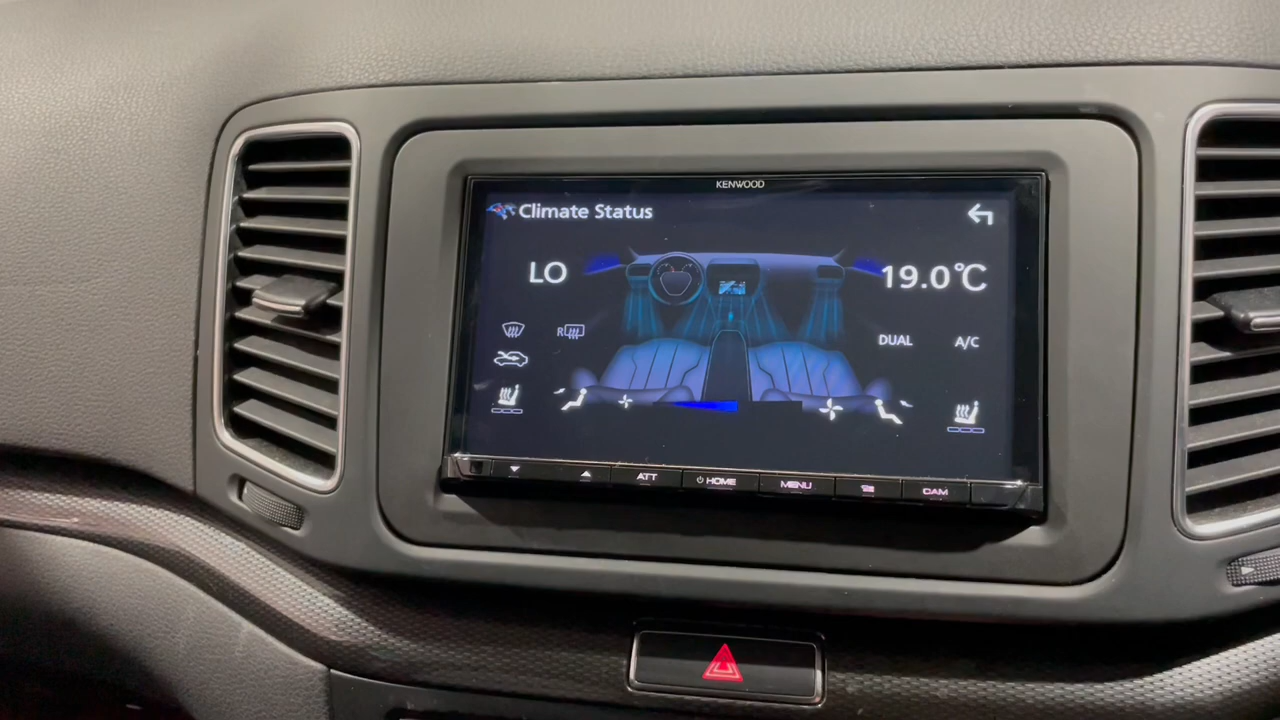 KENWOOD
Climate Status
LO
19.0°C
R
DUAL
A/C
ATT
HOME
MENU
CAM